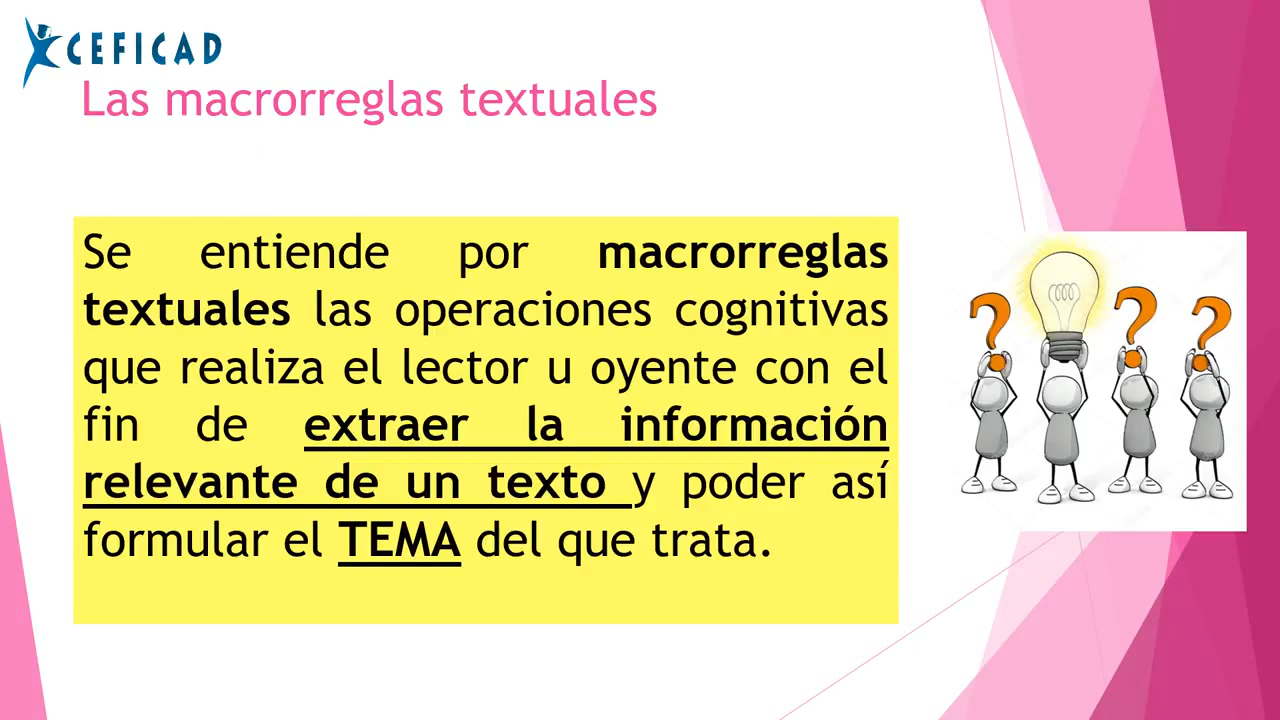 CEFICAD
Las macrorreglas textuales
Se entiende por macrorreglas
textuales las operaciones cognitivas
que realiza el lector u oyente con el
fin de extraer la información
relevante de un texto y poder así
formular el TEMA del que trata.
? ? ?